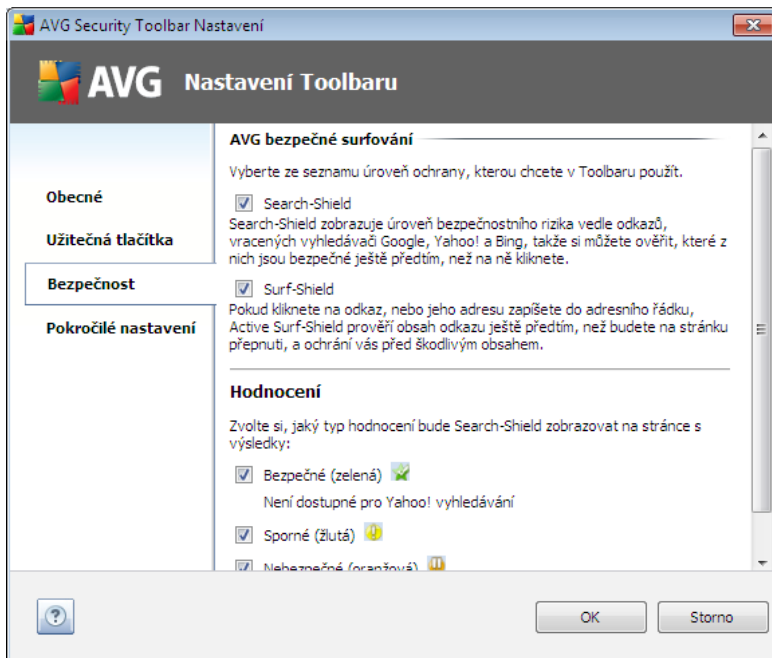 AVG Security Toolbar Nastavení
AVG Nastavení Toolbaru
Obecné
Užitečná tlačítka
Bezpečnost
Pokročilé nastavení
AVG bezpečné surfování
Vyberte ze seznamu úroveň ochrany, kterou chcete v Toolbaru použít.
Search-Shield
Search-Shield zobrazuje úroveň bezpečnostního rizika vedle odkazů,
vracených vyhledávači Google, Yahoo! a Bing, takže si můžete ověřit, které z
nich jsou bezpečné ještě předtím, než na ně kliknete.
Surf-Shield
Pokud kliknete na odkaz, nebo jeho adresu zapíšete do adresního řádku,
Active Surf-Shield prověří obsah odkazu ještě předtím, než budete na stránku
přepnuti, a ochrání vás před škodlivým obsahem.
Hodnocení
Zvolte si, jaký typ hodnocení bude Search-Shield zobrazovat na stránce s
výsledky:
Bezpečné (zelená)
Není dostupné pro Yahoo! vyhledávání
Sporné (žlutá)
Nebezpečné (oranžová)
?
OK
Storno